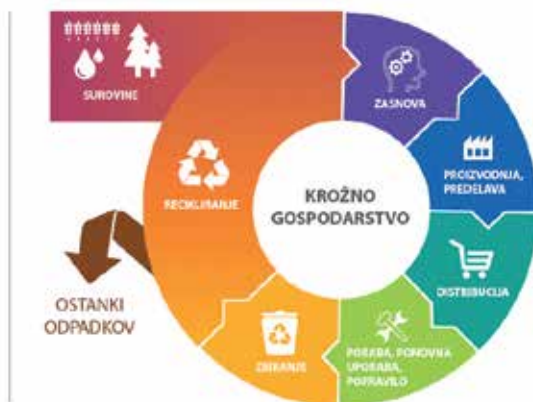 SUROVINE
ZASNOVA
PROIZVODNJA,
PREDELAVA
DISTRIBUCIJA
PORABA, PONOVNA
UPORABA,
POPRAVILO
ZBIRANJE
RECIKLIRANJE
KROŽNO
GOSPODARSTVO
OSTANKI
ODPADKOV